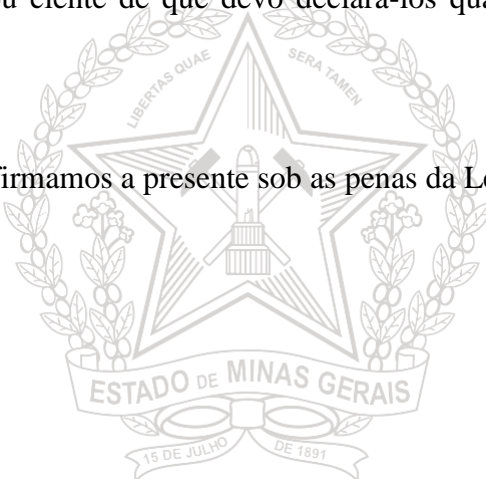 ou ciente de que devo declará-los qua
LIBERTAS QUAE SERA TAMEN
firmamos a presente sob as penas da Le
ESTADO DE MINAS GERAIS
15 DE JULHO DE 1891